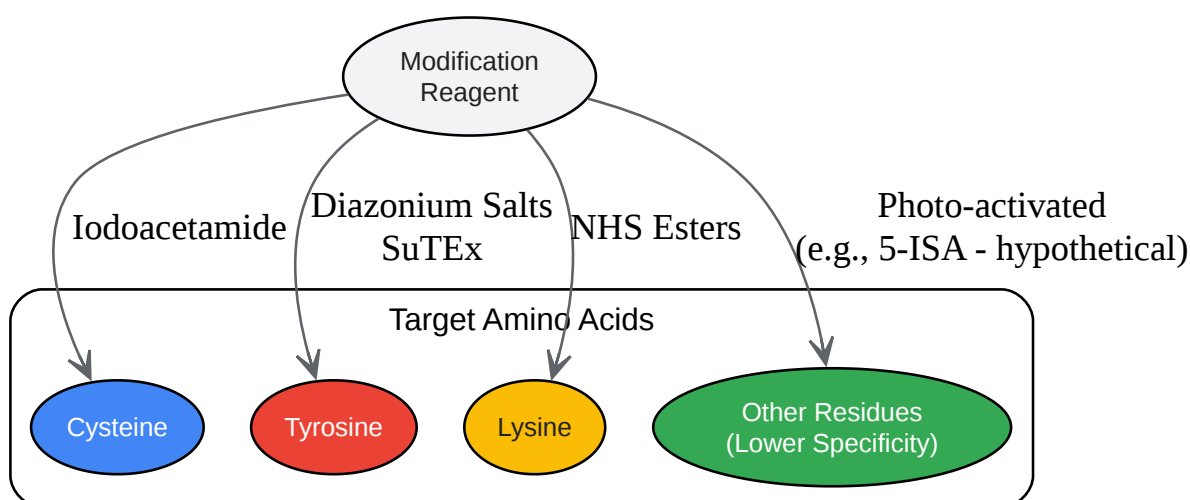 Modification
Reagent
Iodoacetamide
Diazonium Salts
SuTEx
NHS Esters
Photo-activated
(e.g., 5-ISA - hypothetical)
Target Amino Acids
Cysteine
Tyrosine
Lysine
Other Residues
(Lower Specificity)